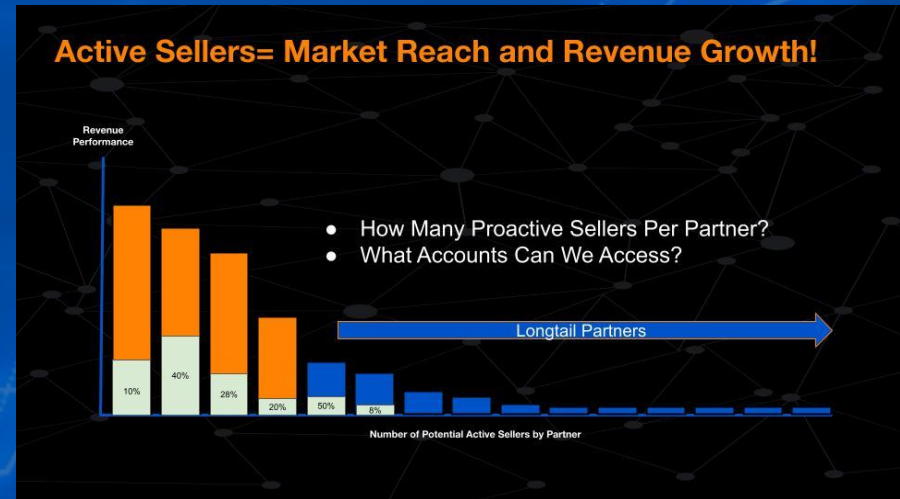 Active Sellers= Market Reach and Revenue Growth!
Revenue
Performance
● How Many Proactive Sellers Per Partner?
● What Accounts Can We Access?
Longtail Partners
10%
40%
28%
20%
50%
8%
Number of Potential Active Sellers by Partner